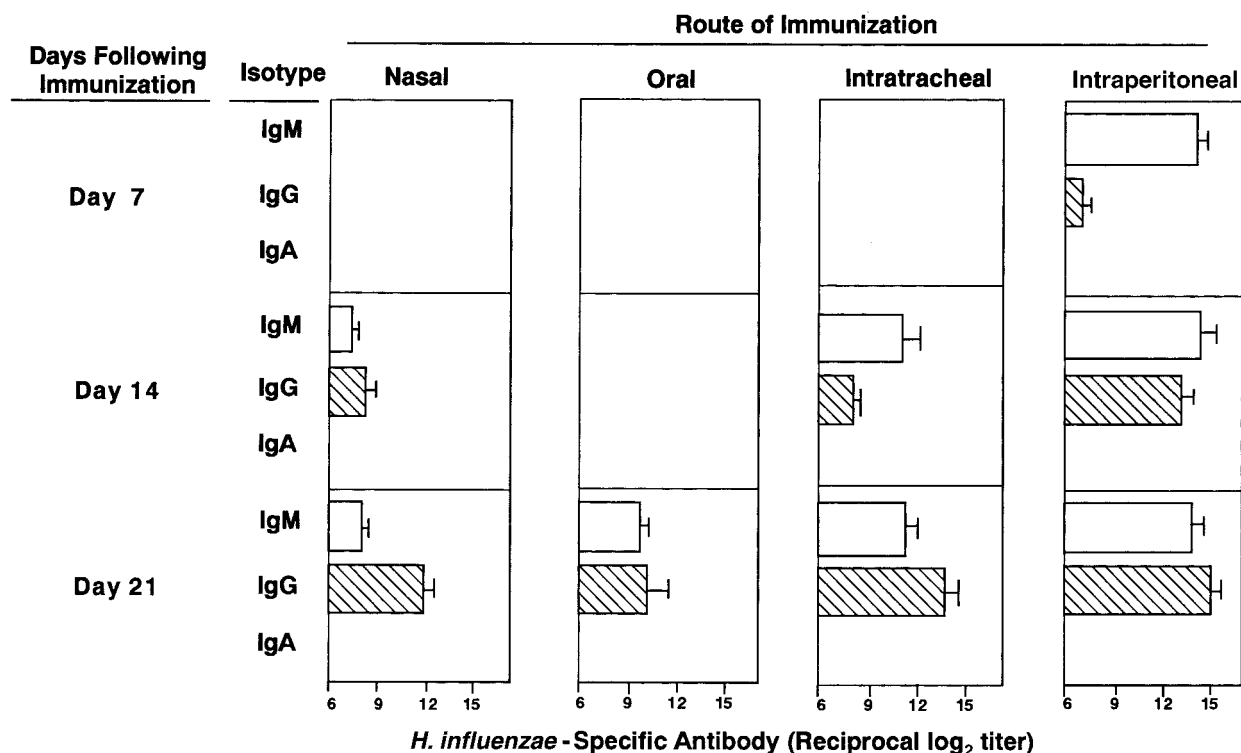 Route of Immunization
Days Following
Immunization
Isotype
Nasal
Oral
Intratracheal
Intraperitoneal
IgM
Day 7
IgG
IgA
IgM
Day 14
IgG
IgA
IgM
Day 21
IgG
IgA
6 9 12 15
6 9 12 15
6 9 12 15
6 9 12 15
H. influenzae - Specific Antibody (Reciprocal log₂ titer)